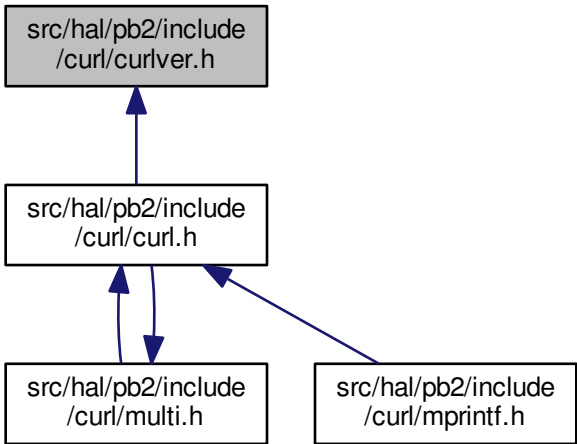 src/hal/pb2/include
/curl/curlver.h
src/hal/pb2/include
/curl/curl.h
src/hal/pb2/include
/curl/multi.h
src/hal/pb2/include
/curl/mprintf.h